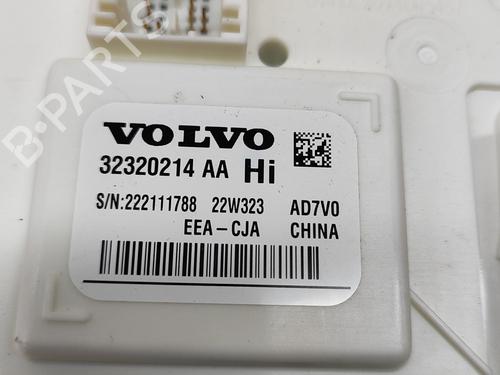 B-PARTS
VOLVO
32320214 AA Hi
S/N:222111788 22W323 AD7V0
EEA-CJA CHINA